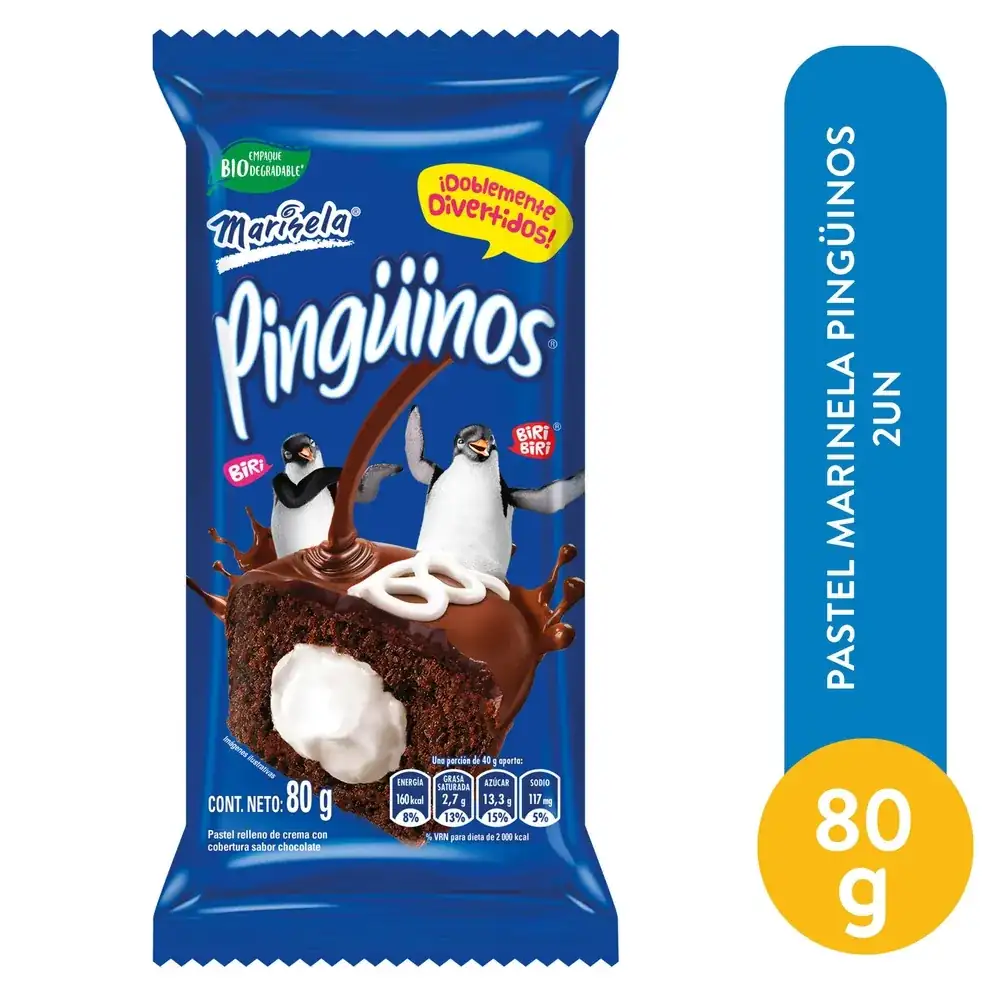 EMPAQUE
BIODEGRADABLE*
Marinela®
¡Doblemente
Divertidos!
Pingüinos®
BIRI
BIRI®
BIRI
Imágenes ilustrativas
Una porción de 40 g aporta:
ENERGÍA
160 kcal
8%
GRASA
SATURADA
2,7 g
13%
AZÚCAR
13,3 g
15%
SODIO
117 mg
5%
% VRN para dieta de 2 000 kcal
CONT. NETO: 80 g
Pastel relleno de crema con
cobertura sabor chocolate
PASTEL MARINELA PINGÜINOS
2UN
80
g